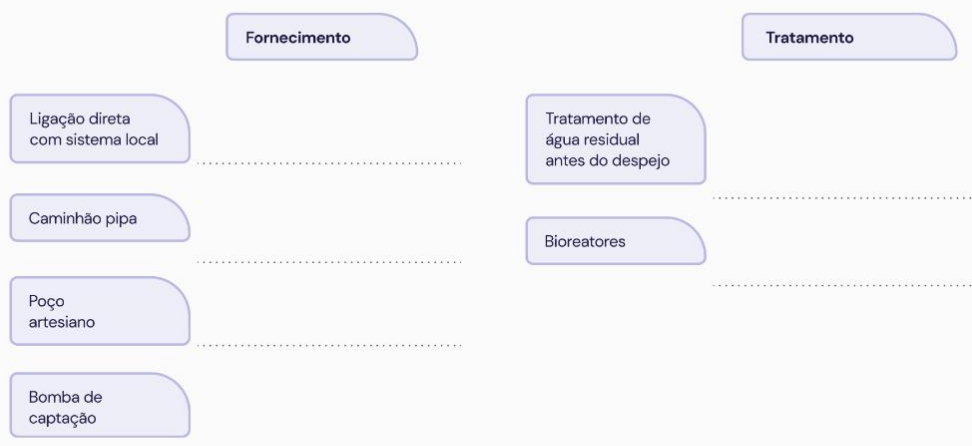 Fornecimento
Ligação direta
com sistema local
Caminhão pipa
Poço
artesiano
Bomba de
captação
Tratamento
Tratamento de
água residual
antes do despejo
Bioreatores